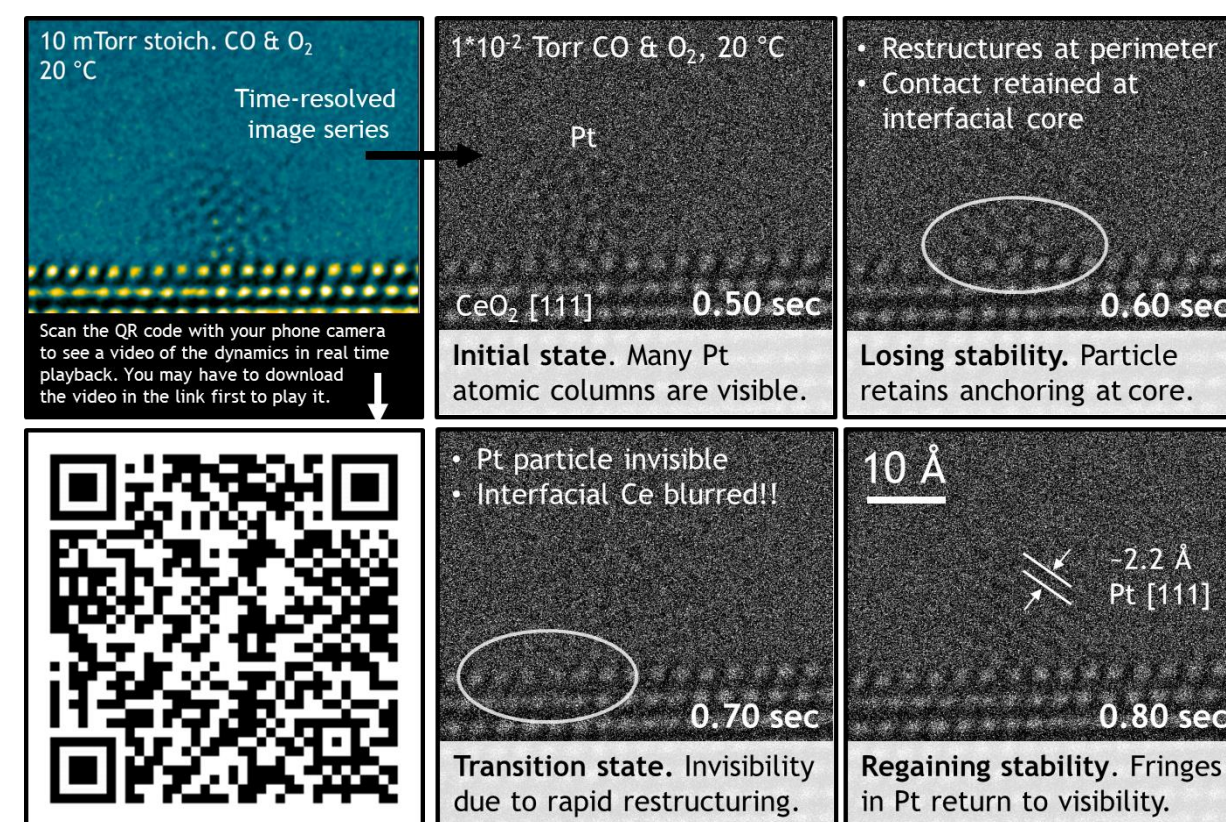 10 mTorr stoich. CO & O₂
20 °C
Time-resolved
image series
Scan the QR code with your phone camera
to see a video of the dynamics in real time
playback. You may have to download
the video in the link first to play it.
1*10⁻² Torr CO & O₂, 20 °C
Pt
CeO₂ [111]
0.50 sec
Initial state. Many Pt
atomic columns are visible.
• Restructures at perimeter
• Contact retained at
interfacial core
0.60 sec
Losing stability. Particle
retains anchoring at core.
• Pt particle invisible
• Interfacial Ce blurred!!
0.70 sec
Transition state. Invisibility
due to rapid restructuring.
10 Å
~2.2 Å
Pt [111]
0.80 sec
Regaining stability. Fringes
in Pt return to visibility.